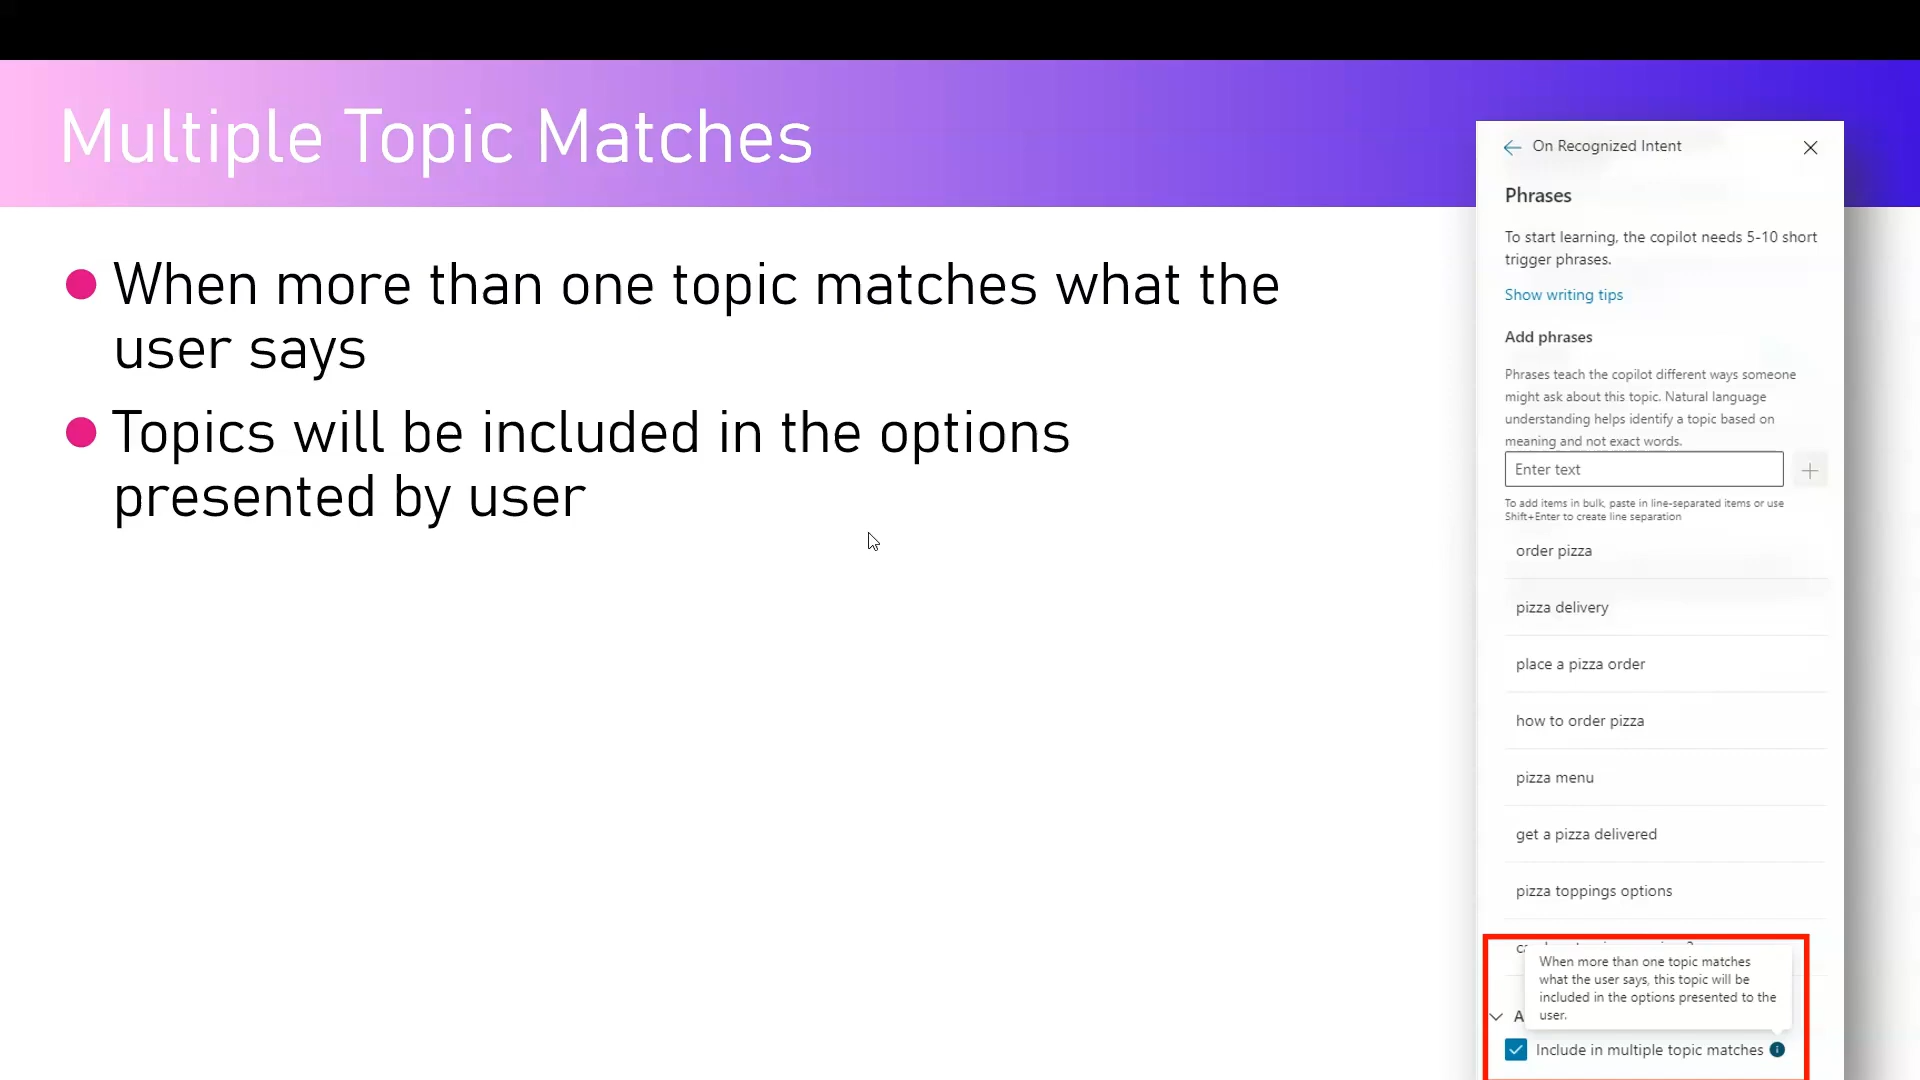 Multiple Topic Matches
When more than one topic matches what the
user says
Topics will be included in the options
presented by user
On Recognized Intent
Phrases
To start learning, the copilot needs 5-10 short
trigger phrases.
Show writing tips
Add phrases
Phrases teach the copilot different ways someone
might ask about this topic. Natural language
understanding helps identify a topic based on
meaning and not exact words.
Enter text
To add items in bulk, paste in line-separated items or use
Shift+Enter to create line separation
order pizza
pizza delivery
place a pizza order
how to order pizza
pizza menu
get a pizza delivered
pizza toppings options
When more than one topic matches
what the user says, this topic will be
included in the options presented to the
user.
Include in multiple topic matches